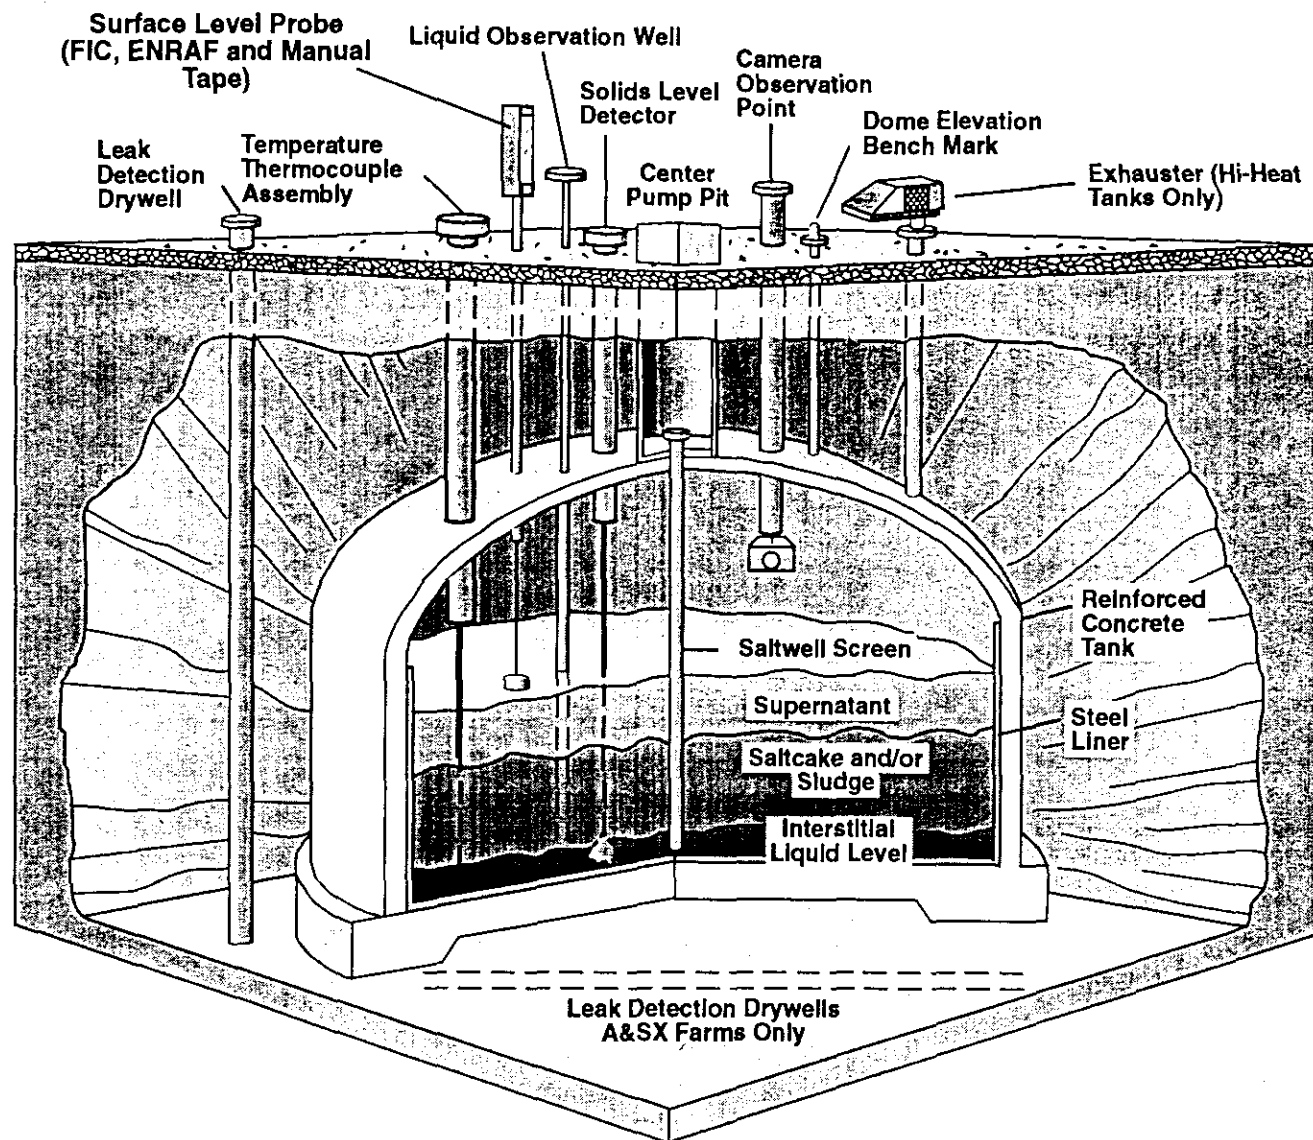 Surface Level Probe
(FIC, ENRAF and Manual
Tape)
Liquid Observation Well
Solids Level
Detector
Camera
Observation
Point
Dome Elevation
Bench Mark
Exhauster (Hi-Heat
Tanks Only)
Leak
Detection
Drywell
Temperature
Thermocouple
Assembly
Center
Pump Pit
Reinforced
Concrete
Tank
Saltwell Screen
Supernatant
Steel
Liner
Saltcake and/or
Sludge
Interstitial
Liquid Level
Leak Detection Drywells
A&SX Farms Only